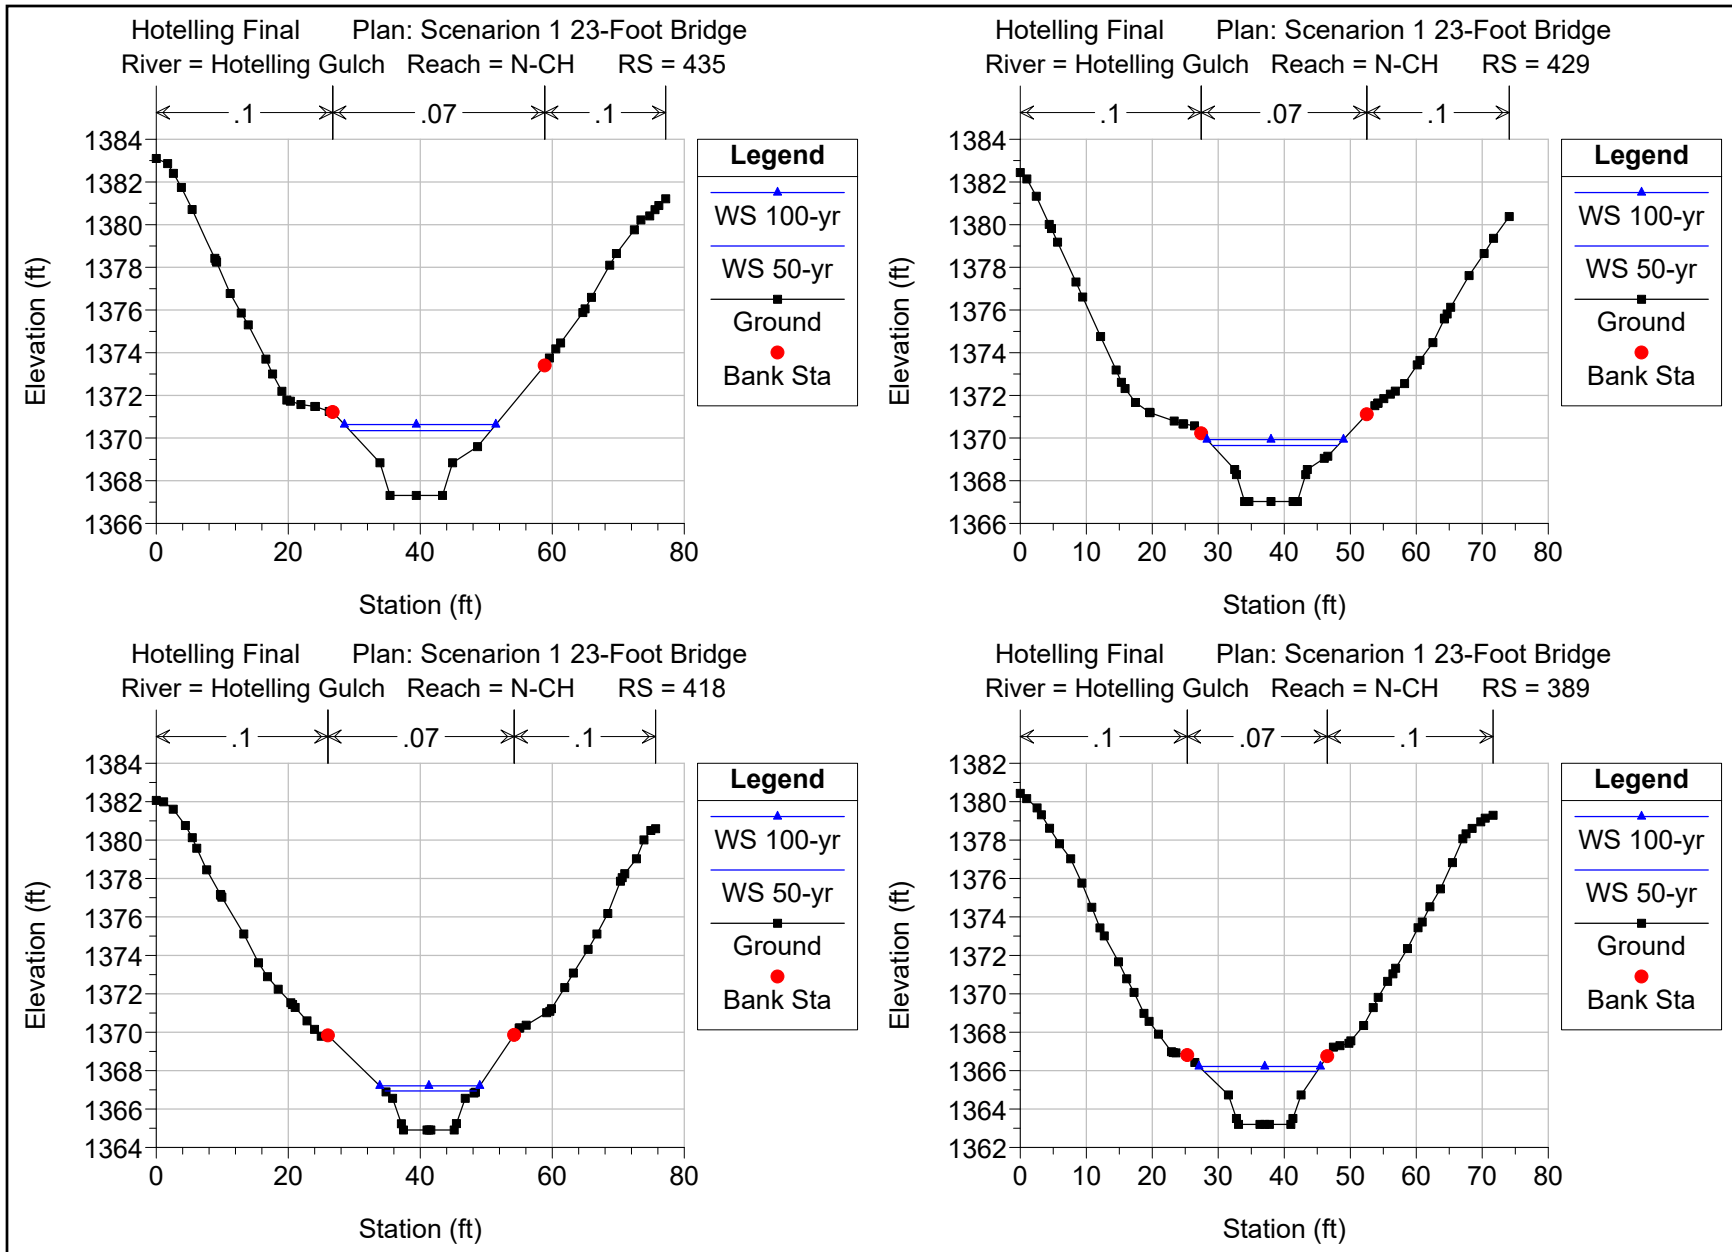 Hotelling Final Plan: Scenarion 1 23-Foot Bridge
River = Hotelling Gulch Reach = N-CH RS = 435
.1 .07 .1
1384
1382
1380
1378
1376
1374
1372
1370
1368
1366
Elevation (ft)
0 20 40 60 80
Station (ft)
Legend
WS 100-yr
WS 50-yr
Ground
Bank Sta
Hotelling Final Plan: Scenarion 1 23-Foot Bridge
River = Hotelling Gulch Reach = N-CH RS = 429
.1 .07 .1
1384
1382
1380
1378
1376
1374
1372
1370
1368
1366
Elevation (ft)
0 10 20 30 40 50 60 70 80
Station (ft)
Legend
WS 100-yr
WS 50-yr
Ground
Bank Sta
Hotelling Final Plan: Scenarion 1 23-Foot Bridge
River = Hotelling Gulch Reach = N-CH RS = 418
.1 .07 .1
1384
1382
1380
1378
1376
1374
1372
1370
1368
1366
1364
Elevation (ft)
0 20 40 60 80
Station (ft)
Legend
WS 100-yr
WS 50-yr
Ground
Bank Sta
Hotelling Final Plan: Scenarion 1 23-Foot Bridge
River = Hotelling Gulch Reach = N-CH RS = 389
.1 .07 .1
1382
1380
1378
1376
1374
1372
1370
1368
1366
1364
1362
Elevation (ft)
0 10 20 30 40 50 60 70 80
Station (ft)
Legend
WS 100-yr
WS 50-yr
Ground
Bank Sta